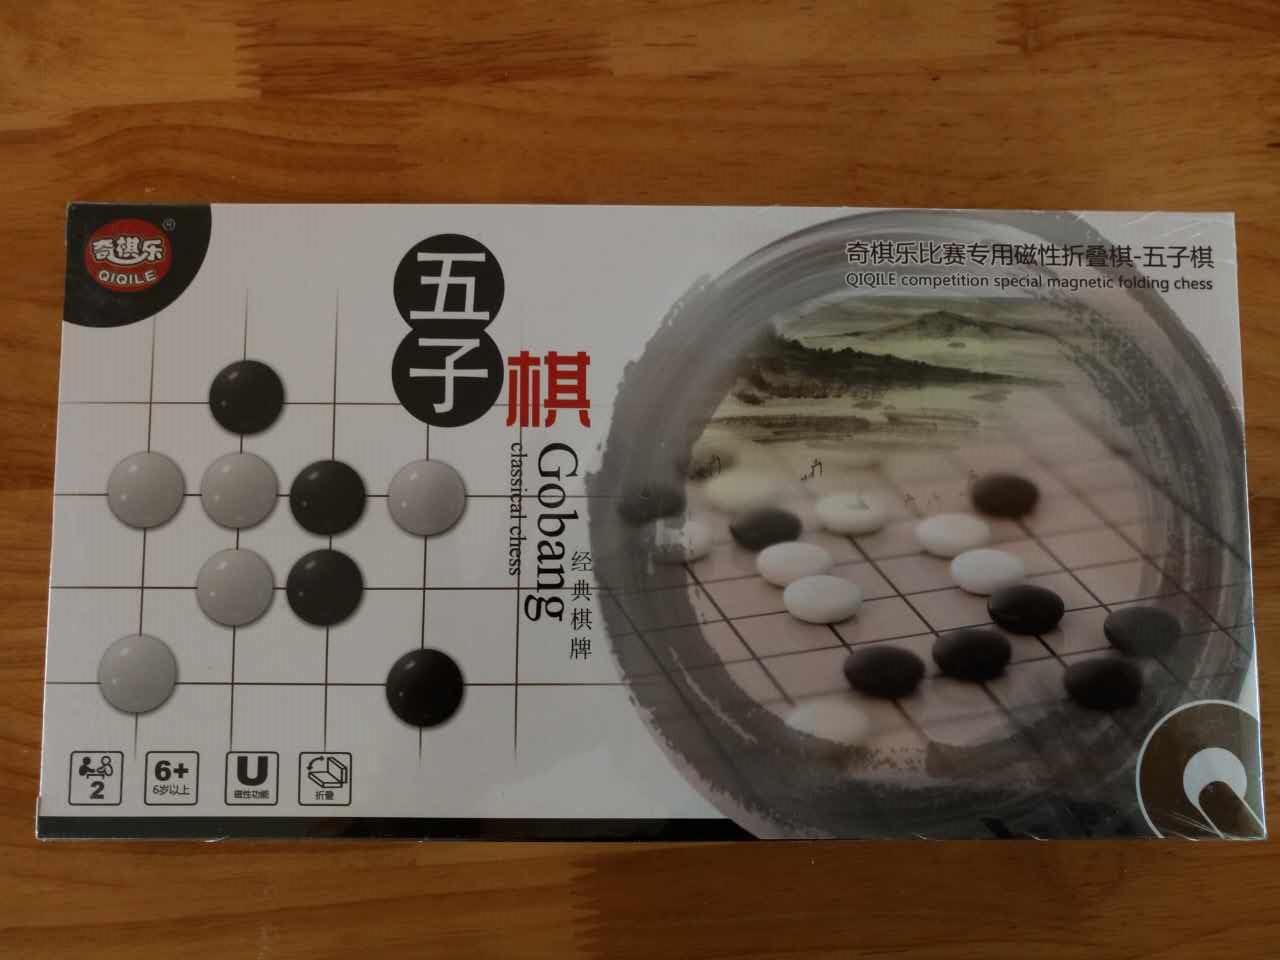 奇棋乐
QIQILE
®
五子棋
Gobang
classical chess
经典棋牌
奇棋乐比赛专用磁性折叠棋-五子棋
QIQILE competition special magnetic folding chess
2
6+
6岁以上
U
磁性功能
折叠